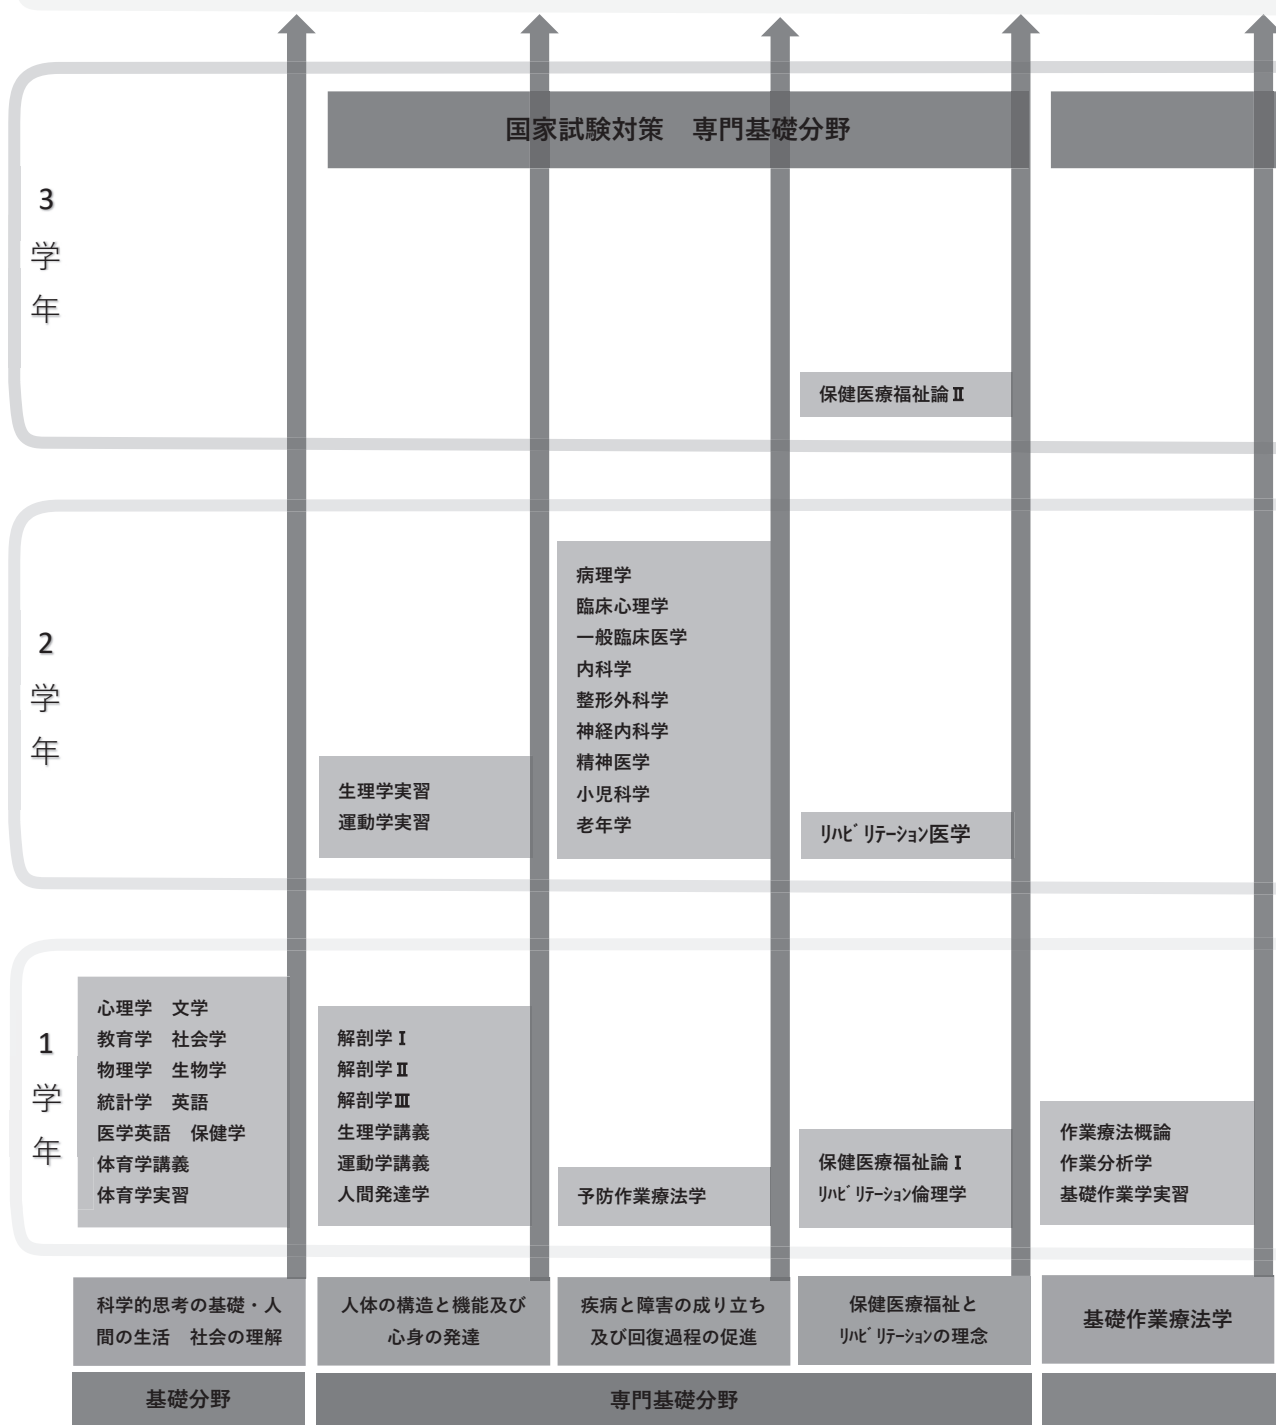 国家試験対策　専門基礎分野
3
学
年
保健医療福祉論Ⅱ
2
学
年
生理学実習
運動学実習
病理学
臨床心理学
一般臨床医学
内科学
整形外科学
神経内科学
精神医学
小児科学
老年学
ﾘﾊﾋﾞﾘﾃｰｼｮﾝ医学
1
学
年
心理学　文学
教育学　社会学
物理学　生物学
統計学　英語
医学英語　保健学
体育学講義
体育学実習
解剖学Ⅰ
解剖学Ⅱ
解剖学Ⅲ
生理学講義
運動学講義
人間発達学
予防作業療法学
保健医療福祉論Ⅰ
ﾘﾊﾋﾞﾘﾃｰｼｮﾝ倫理学
作業療法概論
作業分析学
基礎作業学実習
科学的思考の基礎・人
間の生活　社会の理解
人体の構造と機能及び
心身の発達
疾病と障害の成り立ち
及び回復過程の促進
保健医療福祉と
ﾘﾊﾋﾞﾘﾃｰｼｮﾝの理念
基礎作業療法学
基礎分野
専門基礎分野